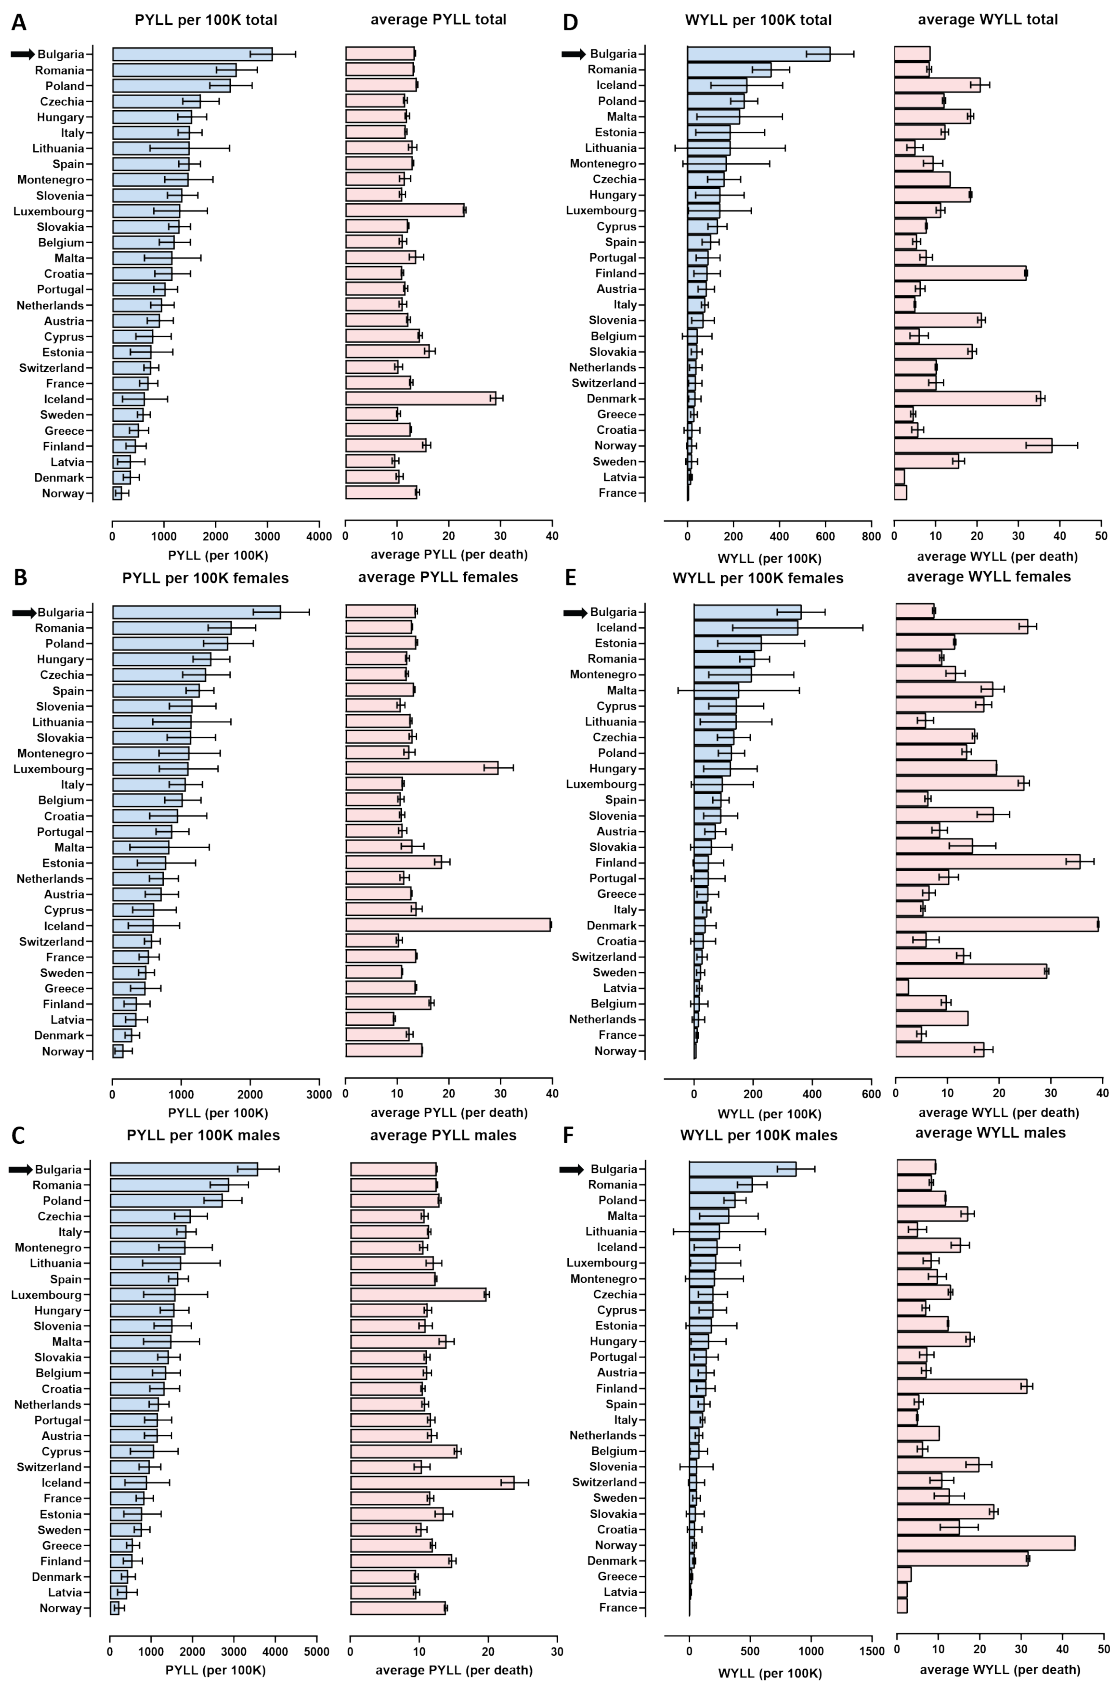 A
PYLL per 100K total
average PYLL total
Bulgaria
Romania
Poland
Czechia
Hungary
Italy
Lithuania
Spain
Montenegro
Slovenia
Luxembourg
Slovakia
Belgium
Malta
Croatia
Portugal
Netherlands
Austria
Cyprus
Estonia
Switzerland
France
Iceland
Sweden
Greece
Finland
Latvia
Denmark
Norway
0 1000 2000 3000 4000
PYLL (per 100K)
0 10 20 30 40
average PYLL (per death)
D
WYLL per 100K total
average WYLL total
Bulgaria
Romania
Iceland
Poland
Malta
Estonia
Lithuania
Montenegro
Czechia
Hungary
Luxembourg
Cyprus
Spain
Portugal
Finland
Austria
Italy
Slovenia
Belgium
Slovakia
Netherlands
Switzerland
Denmark
Greece
Croatia
Norway
Sweden
Latvia
France
0 200 400 600 800
WYLL (per 100K)
0 10 20 30 40 50
average WYLL (per death)
B
PYLL per 100K females
average PYLL females
Bulgaria
Romania
Poland
Hungary
Czechia
Spain
Slovenia
Lithuania
Slovakia
Montenegro
Luxembourg
Italy
Belgium
Croatia
Portugal
Malta
Estonia
Netherlands
Austria
Cyprus
Iceland
Switzerland
France
Sweden
Greece
Finland
Latvia
Denmark
Norway
0 1000 2000 3000
PYLL (per 100K)
0 10 20 30 40
average PYLL (per death)
E
WYLL per 100K females
average WYLL females
Bulgaria
Iceland
Estonia
Romania
Montenegro
Malta
Cyprus
Lithuania
Czechia
Poland
Hungary
Luxembourg
Spain
Slovenia
Austria
Slovakia
Finland
Portugal
Greece
Italy
Denmark
Croatia
Switzerland
Sweden
Latvia
Belgium
Netherlands
France
Norway
0 200 400 600
WYLL (per 100K)
0 10 20 30 40
average WYLL (per death)
C
PYLL per 100K males
average PYLL males
Bulgaria
Romania
Poland
Czechia
Italy
Montenegro
Lithuania
Spain
Luxembourg
Hungary
Slovenia
Malta
Slovakia
Belgium
Croatia
Netherlands
Portugal
Austria
Cyprus
Switzerland
Iceland
France
Estonia
Sweden
Greece
Finland
Denmark
Latvia
Norway
0 1000 2000 3000 4000 5000
PYLL (per 100K)
0 10 20 30
average PYLL (per death)
F
WYLL per 100K males
average WYLL males
Bulgaria
Romania
Poland
Malta
Lithuania
Iceland
Luxembourg
Montenegro
Czechia
Cyprus
Estonia
Hungary
Portugal
Austria
Finland
Spain
Italy
Netherlands
Belgium
Slovenia
Switzerland
Sweden
Slovakia
Croatia
Norway
Denmark
Greece
Latvia
France
0 500 1000 1500
WYLL (per 100K)
0 10 20 30 40 50
average WYLL (per death)